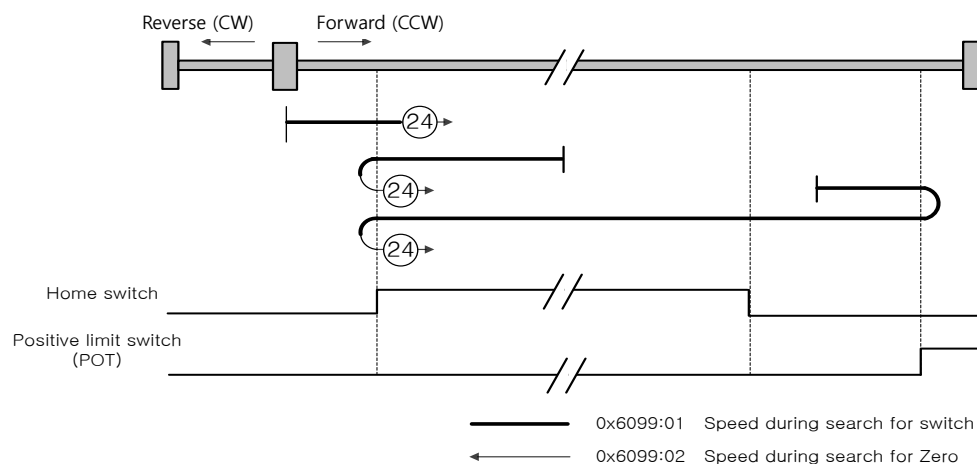 Reverse (CW) Forward (CCW)
24
24
24
Home switch
Positive limit switch
(POT)
0x6099:01 Speed during search for switch
0x6099:02 Speed during search for Zero